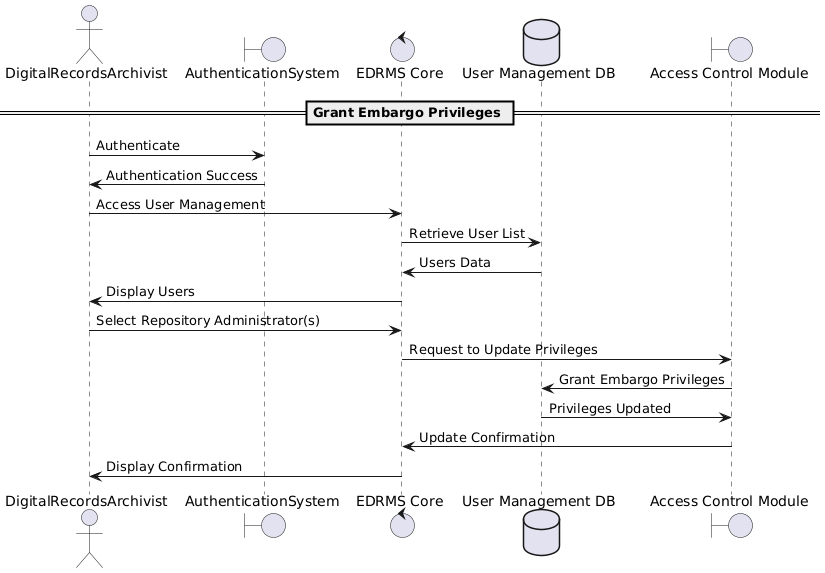 DigitalRecordsArchivist AuthenticationSystem EDRMS Core User Management DB Access Control Module
Grant Embargo Privileges
Authenticate
Authentication Success
Access User Management
Retrieve User List
Users Data
Display Users
Select Repository Administrator(s)
Request to Update Privileges
Grant Embargo Privileges
Privileges Updated
Update Confirmation
Display Confirmation
DigitalRecordsArchivist AuthenticationSystem EDRMS Core User Management DB Access Control Module